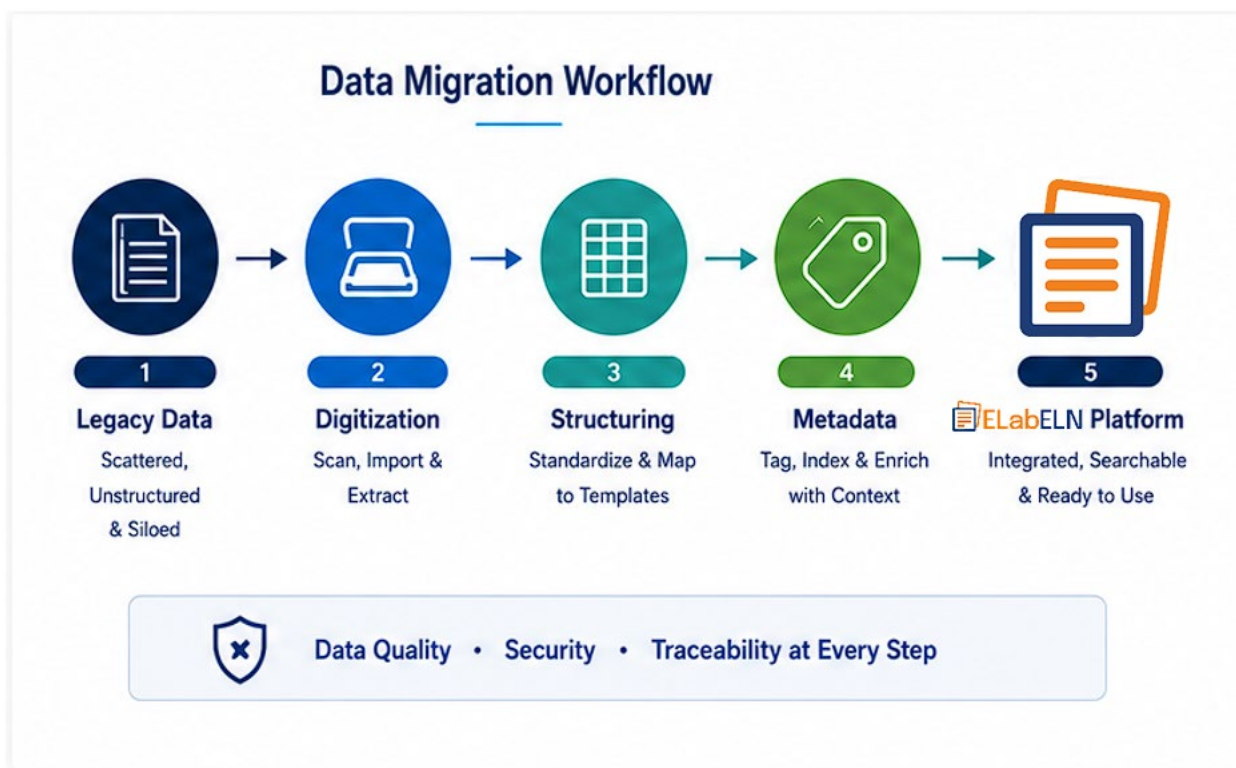 Data Migration Workflow
1
2
3
4
5
Legacy Data
Digitization
Structuring
Metadata
ELabELN Platform
Scattered,
Unstructured
& Siloed
Scan, Import &
Extract
Standardize & Map
to Templates
Tag, Index & Enrich
with Context
Integrated, Searchable
& Ready to Use
Data Quality • Security • Traceability at Every Step